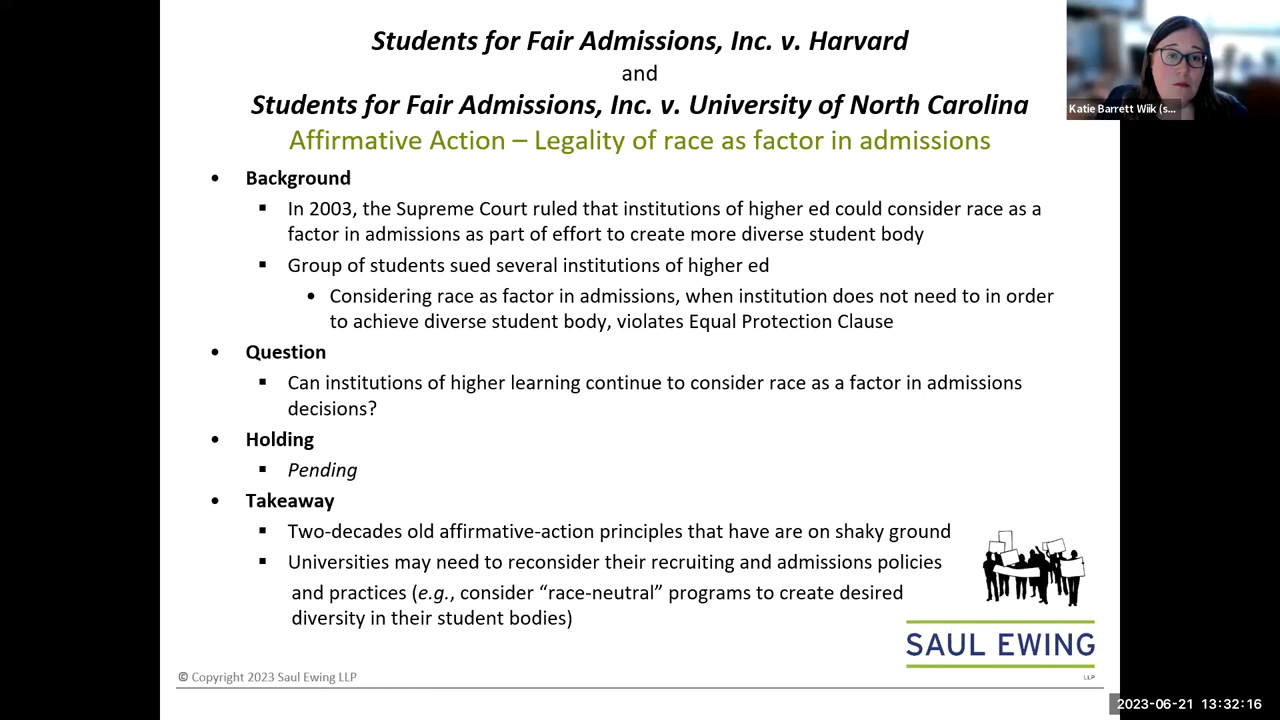 Students for Fair Admissions, Inc. v. Harvard
and
Students for Fair Admissions, Inc. v. University of North Carolina
Affirmative Action – Legality of race as factor in admissions
Katie Barrett Wiik (s...
• Background
▪ In 2003, the Supreme Court ruled that institutions of higher ed could consider race as a
factor in admissions as part of effort to create more diverse student body
▪ Group of students sued several institutions of higher ed
• Considering race as factor in admissions, when institution does not need to in order
to achieve diverse student body, violates Equal Protection Clause
• Question
▪ Can institutions of higher learning continue to consider race as a factor in admissions
decisions?
• Holding
▪ Pending
• Takeaway
▪ Two-decades old affirmative-action principles that have are on shaky ground
▪ Universities may need to reconsider their recruiting and admissions policies
and practices (e.g., consider “race-neutral” programs to create desired
diversity in their student bodies)
SAUL EWING
LLP
© Copyright 2023 Saul Ewing LLP
2023-06-21 13:32:16